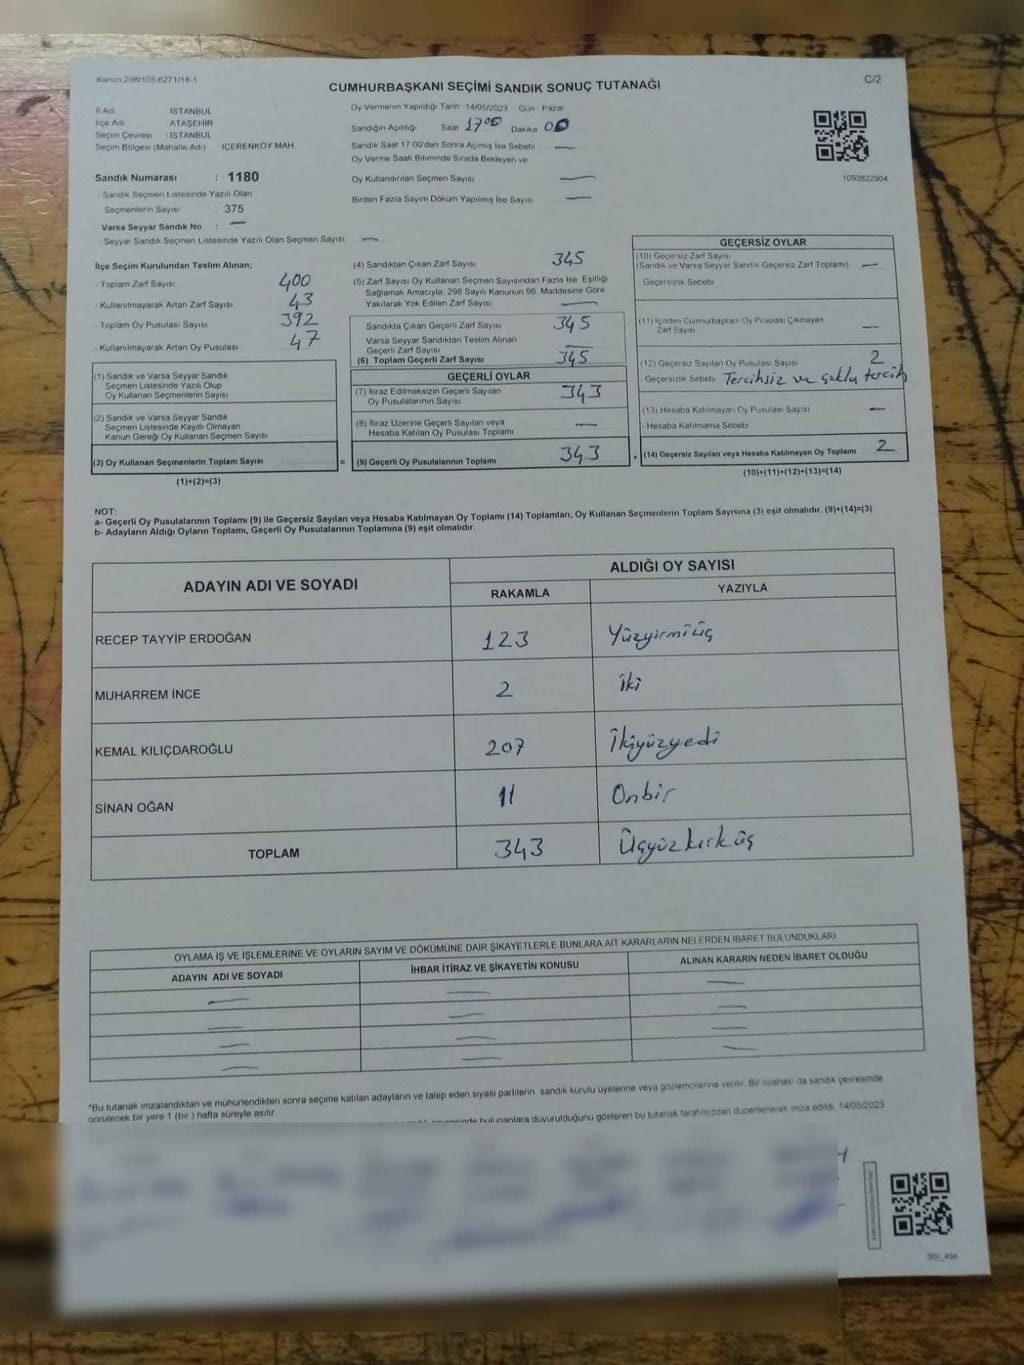 Kanun:298/105 6271/18-1
C/2
CUMHURBAŞKANI SEÇİMİ SANDIK SONUÇ TUTANAĞI
İl Adı İSTANBUL
İlçe Adı ATAŞEHİR
Seçim Çevresi : İSTANBUL
Seçim Bölgesi (Mahalle Adı) İÇERENKÖY MAH
Sandık Numarası : 1180
Sandık Seçmen Listesinde Yazılı Olan
Seçmenlerin Sayısı : 375
Varsa Seyyar Sandık No : —
Seyyar Sandık Seçmen Listesinde Yazılı Olan Seçmen Sayısı —
Oy Vermenin Yapıldığı Tarih 14/05/2023 Gün Pazar
Sandığın Açıldığı Saat 17:00 Dakika 00
Sandık Saat 17.00'den Sonra Açmış İse Sebebi —
Oy Verme Saati Bitiminde Sırada Bekleyen ve
Oy Kullandırılan Seçmen Sayısı —
Birden Fazla Sayım Döküm Yapılmış İse Sayısı —
1093822904
İlçe Seçim Kurulundan Teslim Alınan;
Toplam Zarf Sayısı 400
Kullanılmayarak Artan Zarf Sayısı 43
Toplam Oy Pusulası Sayısı 392
Kullanılmayarak Artan Oy Pusulası 47
(1) Sandık ve Varsa Seyyar Sandık
Seçmen Listesinde Yazılı Olup
Oy Kullanan Seçmenlerin Sayısı
(2) Sandık ve Varsa Seyyar Sandık
Seçmen Listesinde Kayıtlı Olmayan
Kanun Gereği Oy Kullanan Seçmen Sayısı
(3) Oy Kullanan Seçmenlerin Toplam Sayısı
(1)+(2)=(3)
(4) Sandıktan Çıkan Zarf Sayısı 345
(5) Zarf Sayısı Oy Kullanan Seçmen Sayısından Fazla İse, Eşitliği
Sağlamak Amacıyla, 298 Sayılı Kanunun 98. Maddesine Göre
Yakılarak Yok Edilen Zarf Sayısı —
Sandıkta Çıkan Geçerli Zarf Sayısı 345
Varsa Seyyar Sandıktan Teslim Alınan
Geçerli Zarf Sayısı —
(6) Toplam Geçerli Zarf Sayısı 345
GEÇERLİ OYLAR
(7) İtiraz Edilmeksizin Geçerli Sayılan
Oy Pusulalarının Sayısı 343
(8) İtiraz Üzerine Geçerli Sayılan veya
Hesaba Katılan Oy Pusulası Toplamı —
= (9) Geçerli Oy Pusulalarının Toplamı 343
GEÇERSİZ OYLAR
(10) Geçersiz Zarf Sayısı
(Sandık ve Varsa Seyyar Sandık Geçersiz Zarf Toplamı) —
- Geçersizlik Sebebi
(11) İçinden Cumhurbaşkanı Oy Pusulası Çıkmayan
Zarf Sayısı —
(12) Geçersiz Sayılan Oy Pusulası Sayısı 2
- Geçersizlik Sebebi Tercihsiz ve çoklu tercih
(13) Hesaba Katılmayan Oy Pusulası Sayısı —
- Hesaba Katılmama Sebebi
+ (14) Geçersiz Sayılan veya Hesaba Katılmayan Oy Toplamı 2
(10)+(11)+(12)+(13)=(14)
NOT:
a- Geçerli Oy Pusulalarının Toplamı (9) ile Geçersiz Sayılan veya Hesaba Katılmayan Oy Toplamı (14) Toplamları, Oy Kullanan Seçmenlerin Toplam Sayısına (3) eşit olmalıdır. (9)+(14)=(3)
b- Adayların Aldığı Oyların Toplamı, Geçerli Oy Pusulalarının Toplamına (9) eşit olmalıdır.
ADAYIN ADI VE SOYADI
ALDIĞI OY SAYISI
RAKAMLA YAZIYLA
RECEP TAYYİP ERDOĞAN 123 Yüzyirmiüç
MUHARREM İNCE 2 İki
KEMAL KILIÇDAROĞLU 207 İkiyüzyedi
SİNAN OĞAN 11 Onbir
TOPLAM 343 Üçyüzkırküç
OYLAMA İŞ VE İŞLEMLERİNE VE OYLARIN SAYIM VE DÖKÜMÜNE DAİR ŞİKAYETLERLE BUNLARA AİT KARARLARIN NELERDEN İBARET BULUNDUKLARI
ADAYIN ADI VE SOYADI İHBAR İTİRAZ VE ŞİKAYETİN KONUSU ALINAN KARARIN NEDEN İBARET OLDUĞU
— — —
— — —
— — —
— — —
*Bu tutanak imzalandıktan ve mühürlendikten sonra seçime katılan adayların ve talep eden siyasi partilerin sandık kurulu üyelerine veya gözlemcilerine verilir. Bir nüshası da sandık çevresinde
görülecek bir yere 1 (bir ) hafta süreyle asılır.
bulunanlara duyurulduğunu gösteren bu tutanak tarafımızdan düzenlenerek imza edildi. 14/05/2023